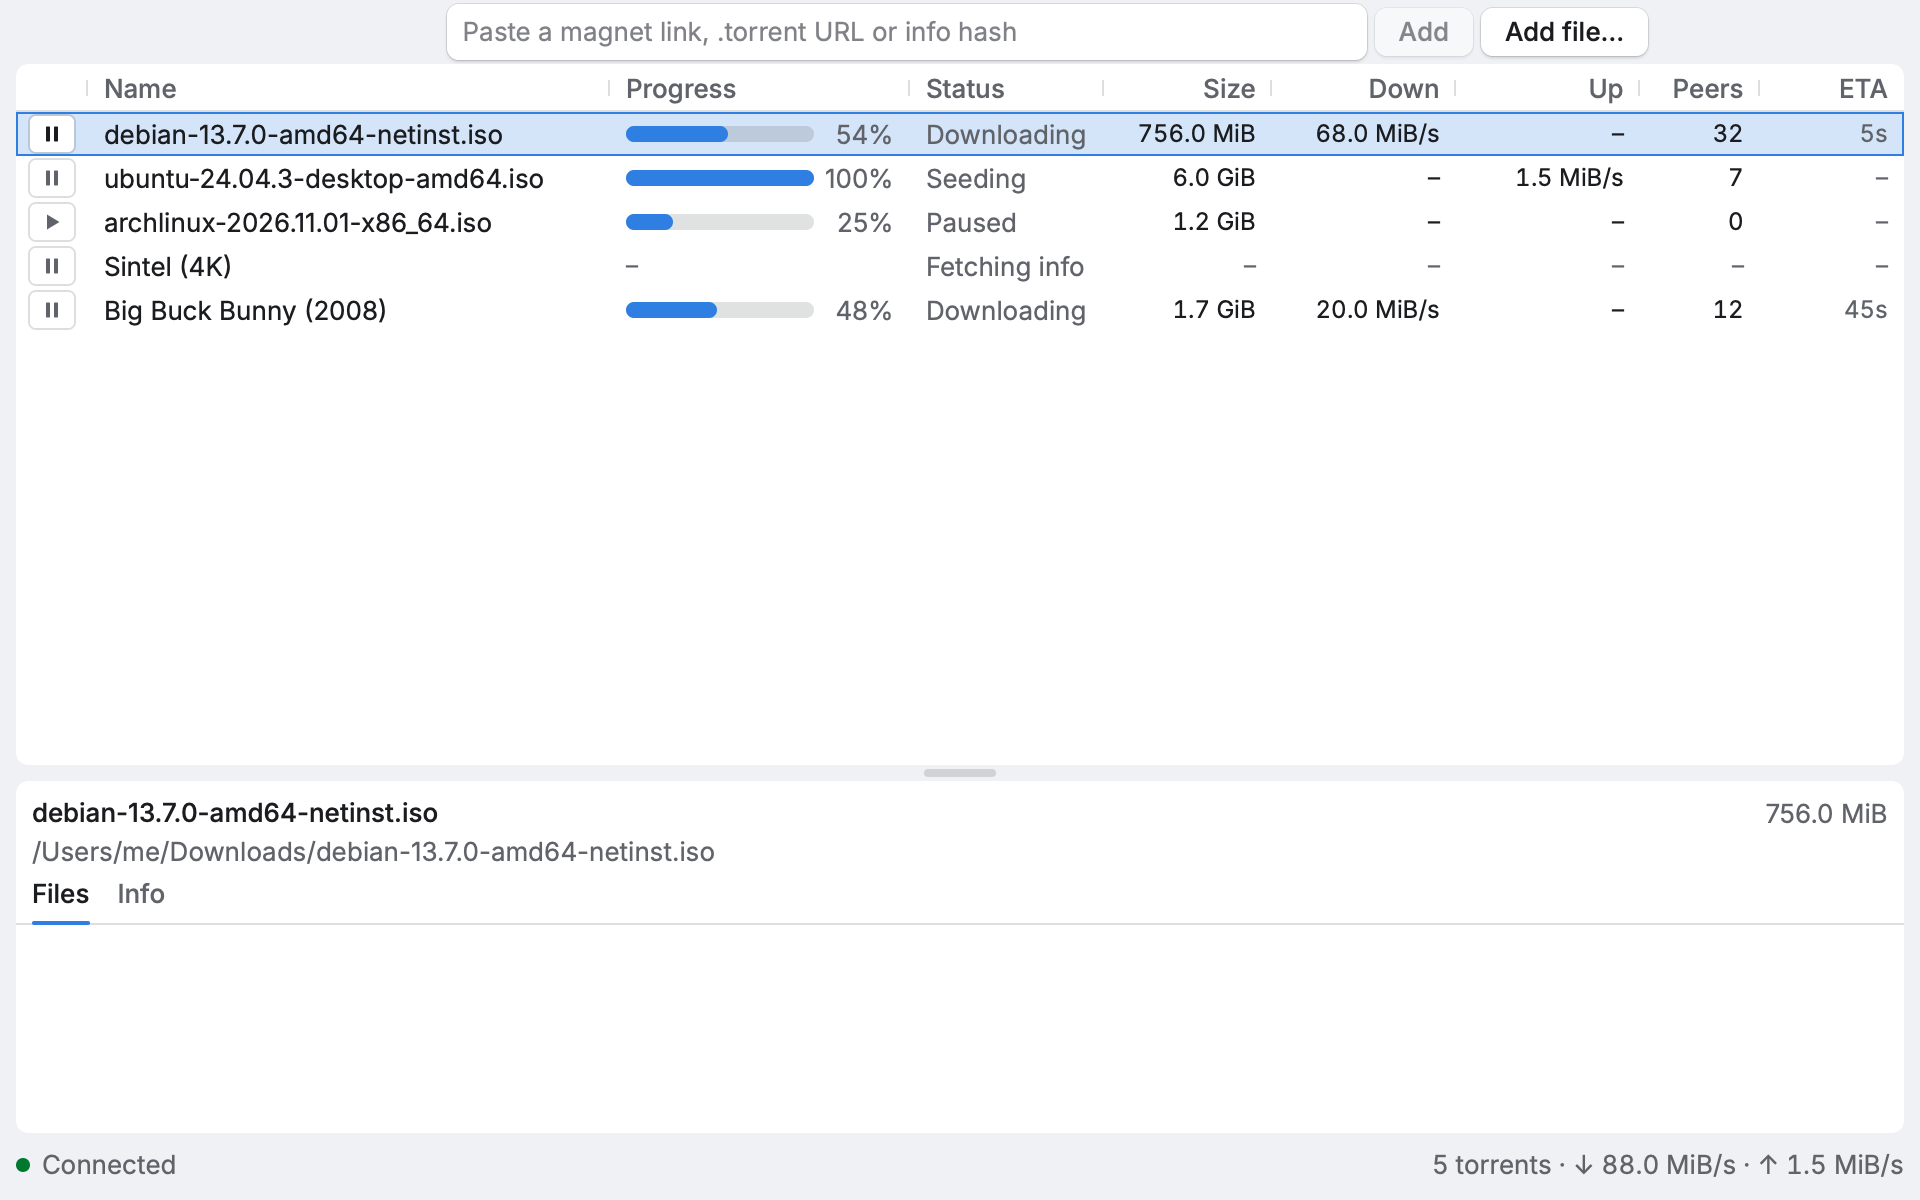 Paste a magnet link, .torrent URL or info hash Add Add file...
Name Progress Status Size Down Up Peers ETA
debian-13.7.0-amd64-netinst.iso 54% Downloading 756.0 MiB 68.0 MiB/s – 32 5s
ubuntu-24.04.3-desktop-amd64.iso 100% Seeding 6.0 GiB – 1.5 MiB/s 7 –
archlinux-2026.11.01-x86_64.iso 25% Paused 1.2 GiB – – 0 –
Sintel (4K) – Fetching info – – – – –
Big Buck Bunny (2008) 48% Downloading 1.7 GiB 20.0 MiB/s – 12 45s
debian-13.7.0-amd64-netinst.iso 756.0 MiB
/Users/me/Downloads/debian-13.7.0-amd64-netinst.iso
Files Info
Connected 5 torrents · ↓ 88.0 MiB/s · ↑ 1.5 MiB/s